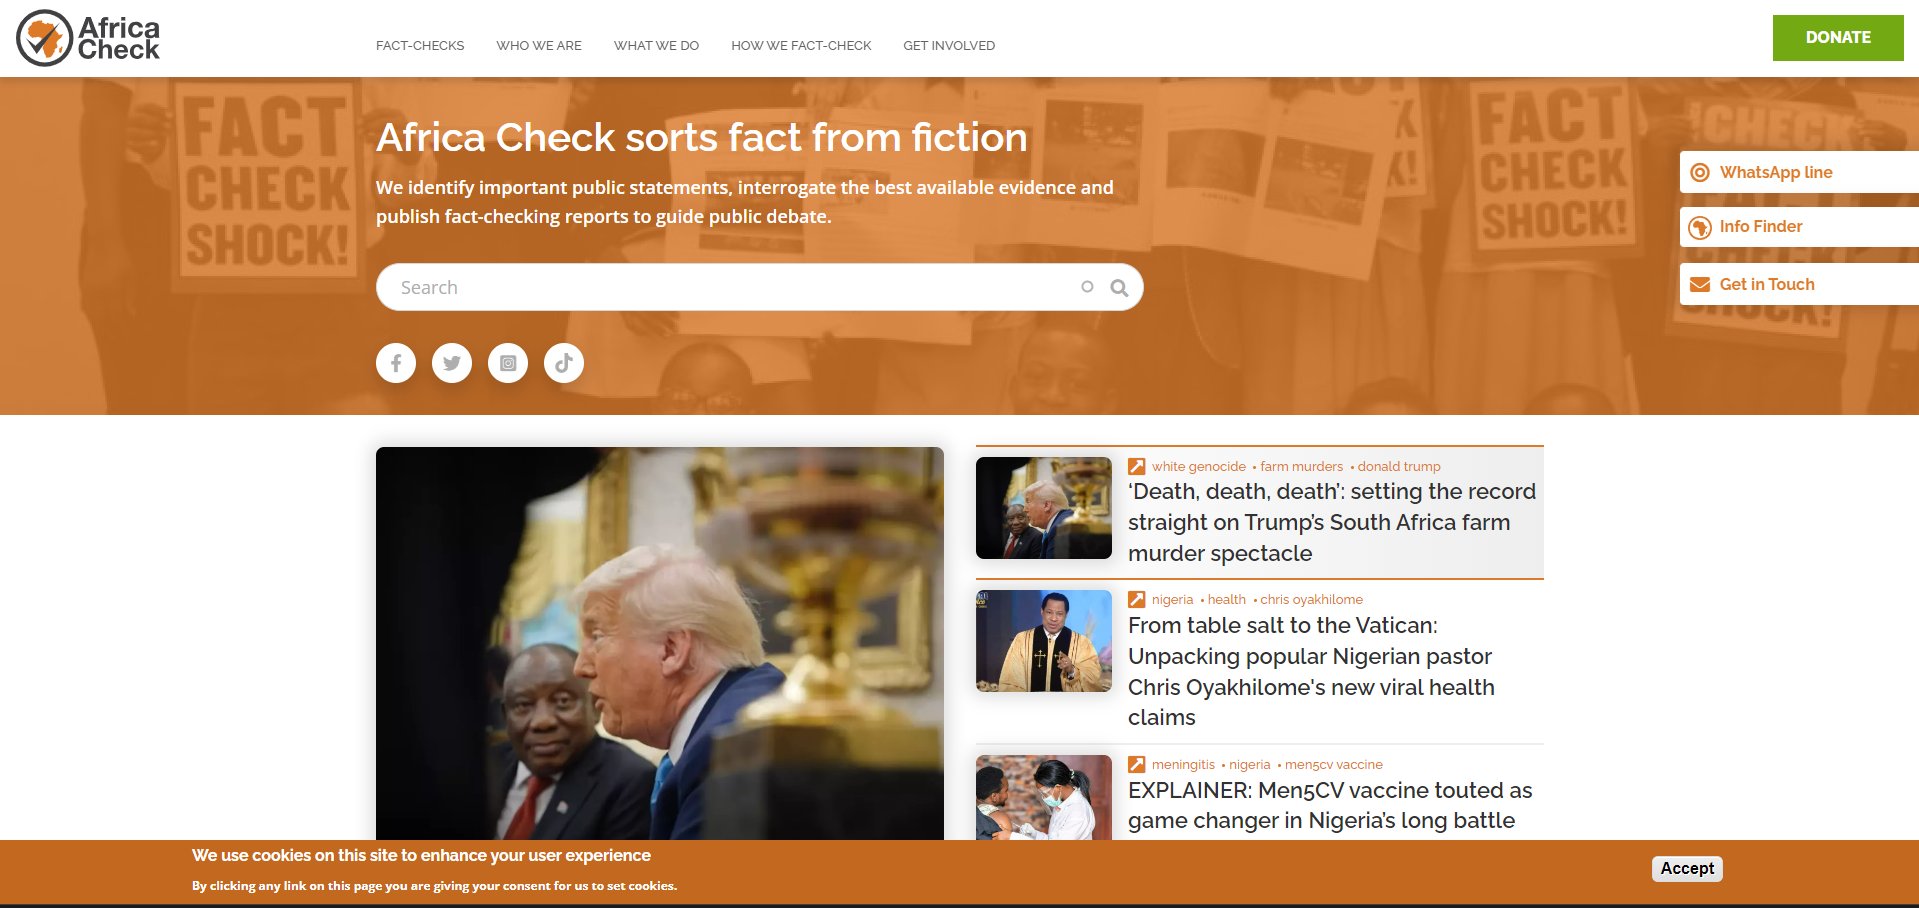 Africa
Check
FACT-CHECKS
WHO WE ARE
WHAT WE DO
HOW WE FACT-CHECK
GET INVOLVED
DONATE
FACT
CHECK
SHOCK!
FACT
CHECK
SHOCK!
CHECK
Africa Check sorts fact from fiction
We identify important public statements, interrogate the best available evidence and
publish fact-checking reports to guide public debate.
Search
WhatsApp line
Info Finder
Get in Touch
white genocide • farm murders • donald trump
‘Death, death, death’: setting the record
straight on Trump’s South Africa farm
murder spectacle
nigeria • health • chris oyakhilome
From table salt to the Vatican:
Unpacking popular Nigerian pastor
Chris Oyakhilome's new viral health
claims
meningitis • nigeria • men5cv vaccine
EXPLAINER: Men5CV vaccine touted as
game changer in Nigeria’s long battle
We use cookies on this site to enhance your user experience
By clicking any link on this page you are giving your consent for us to set cookies.
Accept